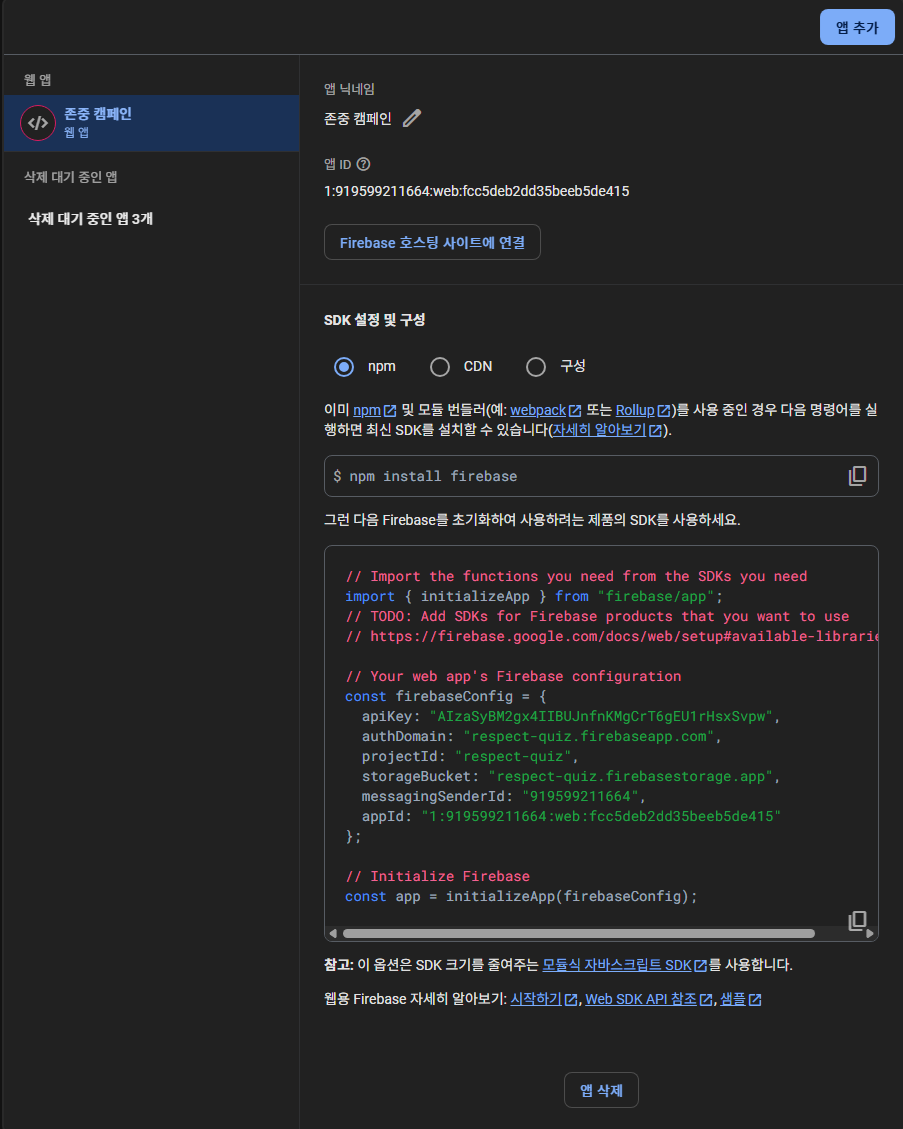 앱 추가
웹 앱
존중 캠페인
웹 앱
삭제 대기 중인 앱
삭제 대기 중인 앱 3개
앱 닉네임
존중 캠페인
앱 ID
1:919599211664:web:fcc5deb2dd35beeb5de415
Firebase 호스팅 사이트에 연결
SDK 설정 및 구성
npm CDN 구성
이미 npm 및 모듈 번들러(예: webpack 또는 Rollup)를 사용 중인 경우 다음 명령어를 실
행하면 최신 SDK를 설치할 수 있습니다(자세히 알아보기).
$ npm install firebase
그런 다음 Firebase를 초기화하여 사용하려는 제품의 SDK를 사용하세요.
// Import the functions you need from the SDKs you need
import { initializeApp } from "firebase/app";
// TODO: Add SDKs for Firebase products that you want to use
// https://firebase.google.com/docs/web/setup#available-librarie
// Your web app's Firebase configuration
const firebaseConfig = {
apiKey: "AIzaSyBM2gx4IIBUJnfnKMgCrT6gEU1rHsxSvpw",
authDomain: "respect-quiz.firebaseapp.com",
projectId: "respect-quiz",
storageBucket: "respect-quiz.firebasestorage.app",
messagingSenderId: "919599211664",
appId: "1:919599211664:web:fcc5deb2dd35beeb5de415"
};
// Initialize Firebase
const app = initializeApp(firebaseConfig);
참고: 이 옵션은 SDK 크기를 줄여주는 모듈식 자바스크립트 SDK를 사용합니다.
웹용 Firebase 자세히 알아보기: 시작하기, Web SDK API 참조, 샘플
앱 삭제